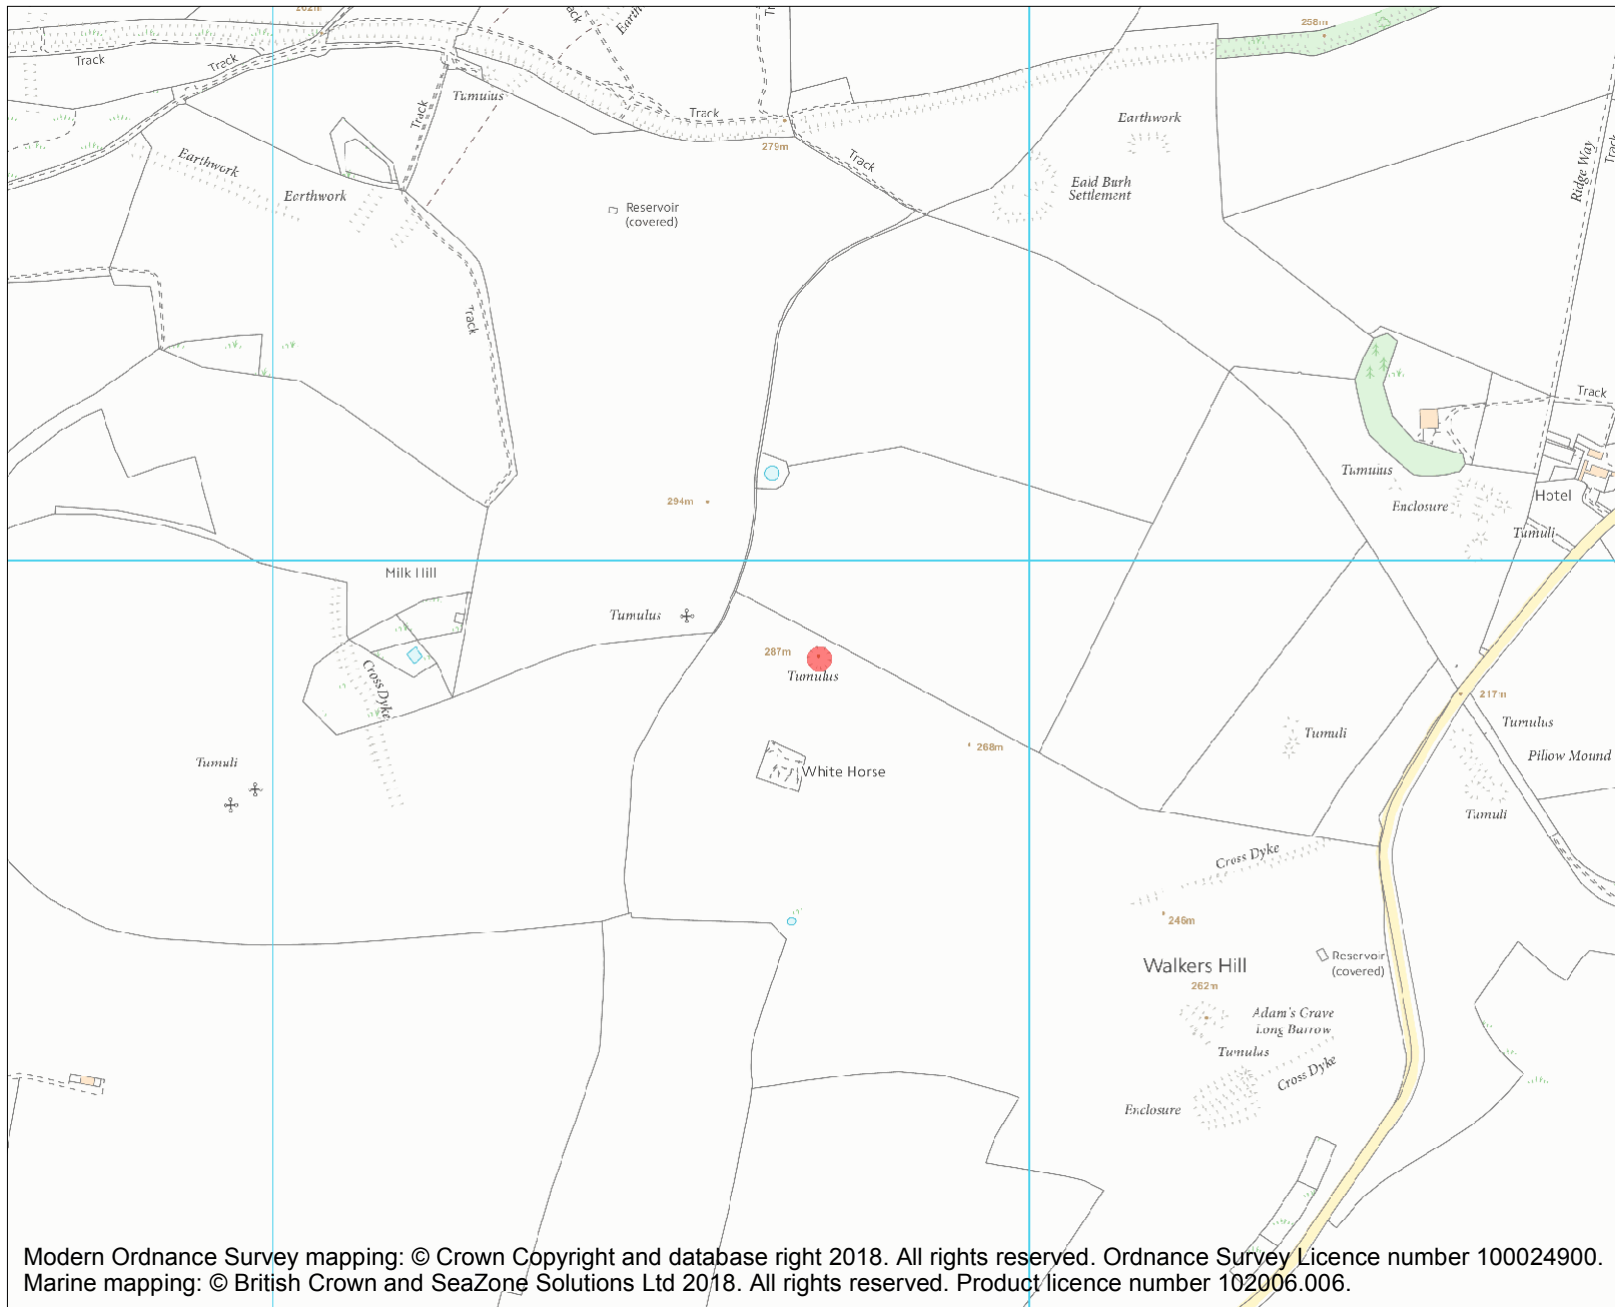 262m
258m
Track
Track
Track
Track
Earth
Tr
Tumulus
Track
279m
Track
Earthwork
Earthwork
Earthwork
Eald Burh
Settlement
Reservoir
(covered)
Ridge Way
Track
Track
Track
Tumulus
Enclosure
Hotel
Tumuli
294m
Milk Hill
Tumulus
287m
Tumulus
Cross Dyke
217m
Tumulus
Tumuli
268m
Pillow Mound
White Horse
Tumuli
Tumuli
Cross Dyke
246m
Walkers Hill
262m
Reservoir
(covered)
Adam's Grave
Long Barrow
Tumulus
Cross Dyke
Enclosure
Modern Ordnance Survey mapping: © Crown Copyright and database right 2018. All rights reserved. Ordnance Survey Licence number 100024900.
Marine mapping: © British Crown and SeaZone Solutions Ltd 2018. All rights reserved. Product licence number 102006.006.